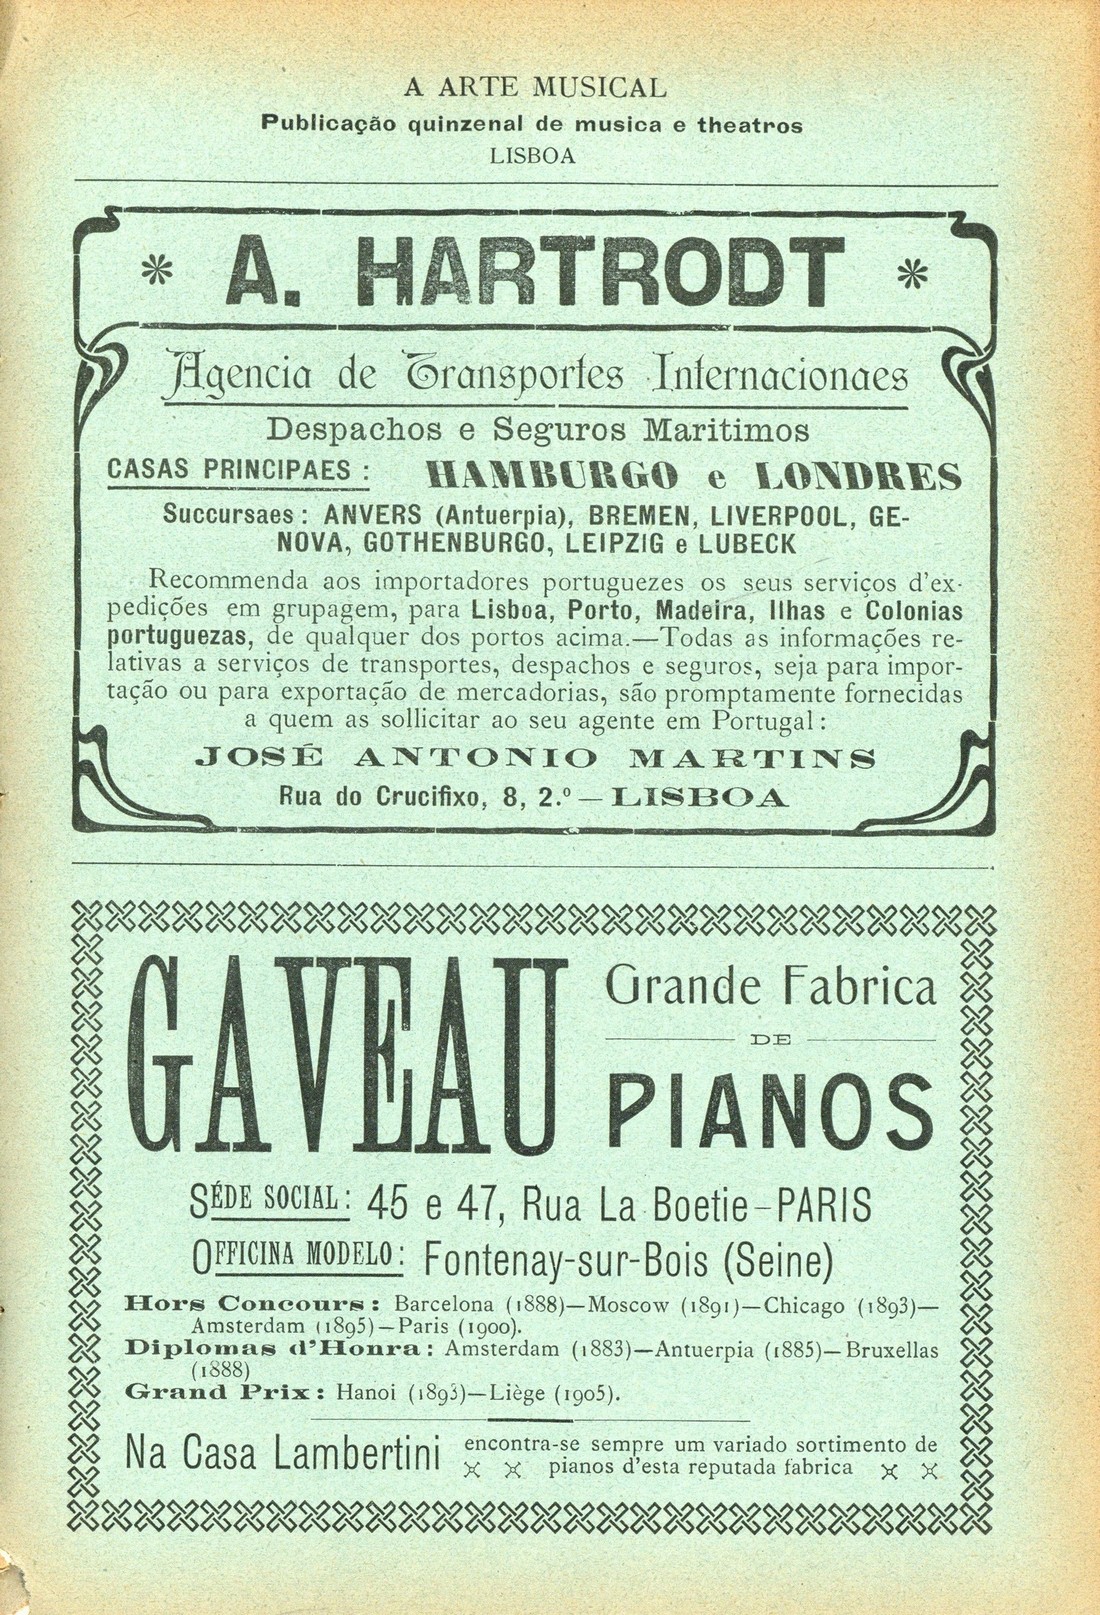 A ARTE MUSICAL
Publicação quinzenal de musica e theatros
LISBOA
A. HARTRODT
Agencia de Transportes Internacionaes
Despachos e Seguros Maritimos
CASAS PRINCIPAES : HAMBURGO e LONDRES
Succursaes : ANVERS (Antuerpia), BREMEN, LIVERPOOL, GE-
NOVA, GOTHENBURGO, LEIPZIG e LUBECK
Recommenda aos importadores portuguezes os seus serviços d'ex-
pedições em grupagem, para Lisboa, Porto, Madeira, Ilhas e Colonias
portuguezas, de qualquer dos portos acima.—Todas as informações re-
lativas a serviços de transportes, despachos e seguros, seja para impor-
tação ou para exportação de mercadorias, são promptamente fornecidas
a quem as sollicitar ao seu agente em Portugal :
JOSÉ ANTONIO MARTINS
Rua do Crucifixo, 8, 2.º — LISBOA
GAVEAU
Grande Fabrica
DE
PIANOS
SÉDE SOCIAL : 45 e 47, Rua La Boetie-PARIS
OFFICINA MODELO : Fontenay-sur-Bois (Seine)
Hors Concours : Barcelona (1888)—Moscow (1891)—Chicago (1893)—
Amsterdam (1895)—Paris (1900).
Diplomas d'Honra : Amsterdam (1883)—Antuerpia (1885)—Bruxellas
(1888)
Grand Prix : Hanoi (1893)—Liège (1905).
Na Casa Lambertini encontra-se sempre um variado sortimento de
pianos d'esta reputada fabrica